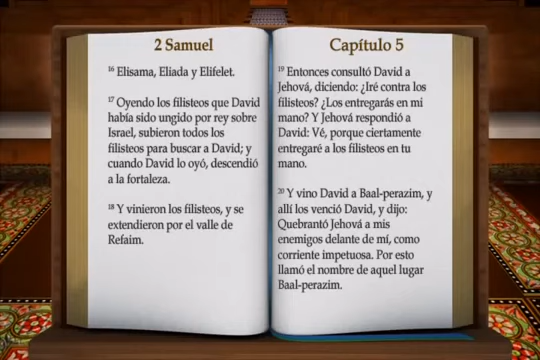 2 Samuel
16 Elisama, Eliada y Elifelet.
17 Oyendo los filisteos que David
había sido ungido por rey sobre
Israel, subieron todos los
filisteos para buscar a David; y
cuando David lo oyó, descendió
a la fortaleza.
18 Y vinieron los filisteos, y se
extendieron por el valle de
Refaim.
Capítulo 5
19 Entonces consultó David a
Jehová, diciendo: ¿Iré contra los
filisteos? ¿Los entregarás en mi
mano? Y Jehová respondió a
David: Vé, porque ciertamente
entregaré a los filisteos en tu
mano.
20 Y vino David a Baal-perazim, y
allí los venció David, y dijo:
Quebrantó Jehová a mis
enemigos delante de mí, como
corriente impetuosa. Por esto
llamó el nombre de aquel lugar
Baal-perazim.